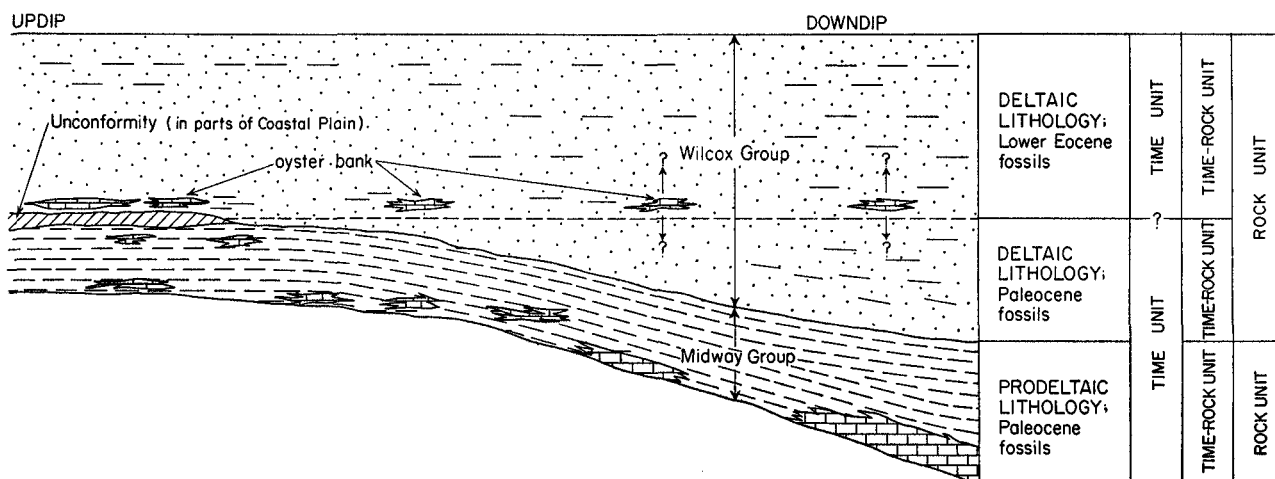 UPDIP
DOWNDIP
Unconformity (in parts of Coastal Plain).
oyster bank
?
?
Wilcox Group
?
?
Midway Group
DELTAIC
LITHOLOGY;
Lower Eocene
fossils
DELTAIC
LITHOLOGY;
Paleocene
fossils
PRODELTAIC
LITHOLOGY;
Paleocene
fossils
TIME UNIT
?
TIME UNIT
TIME-ROCK UNIT
TIME-ROCK UNIT
TIME-ROCK UNIT
ROCK UNIT
ROCK UNIT